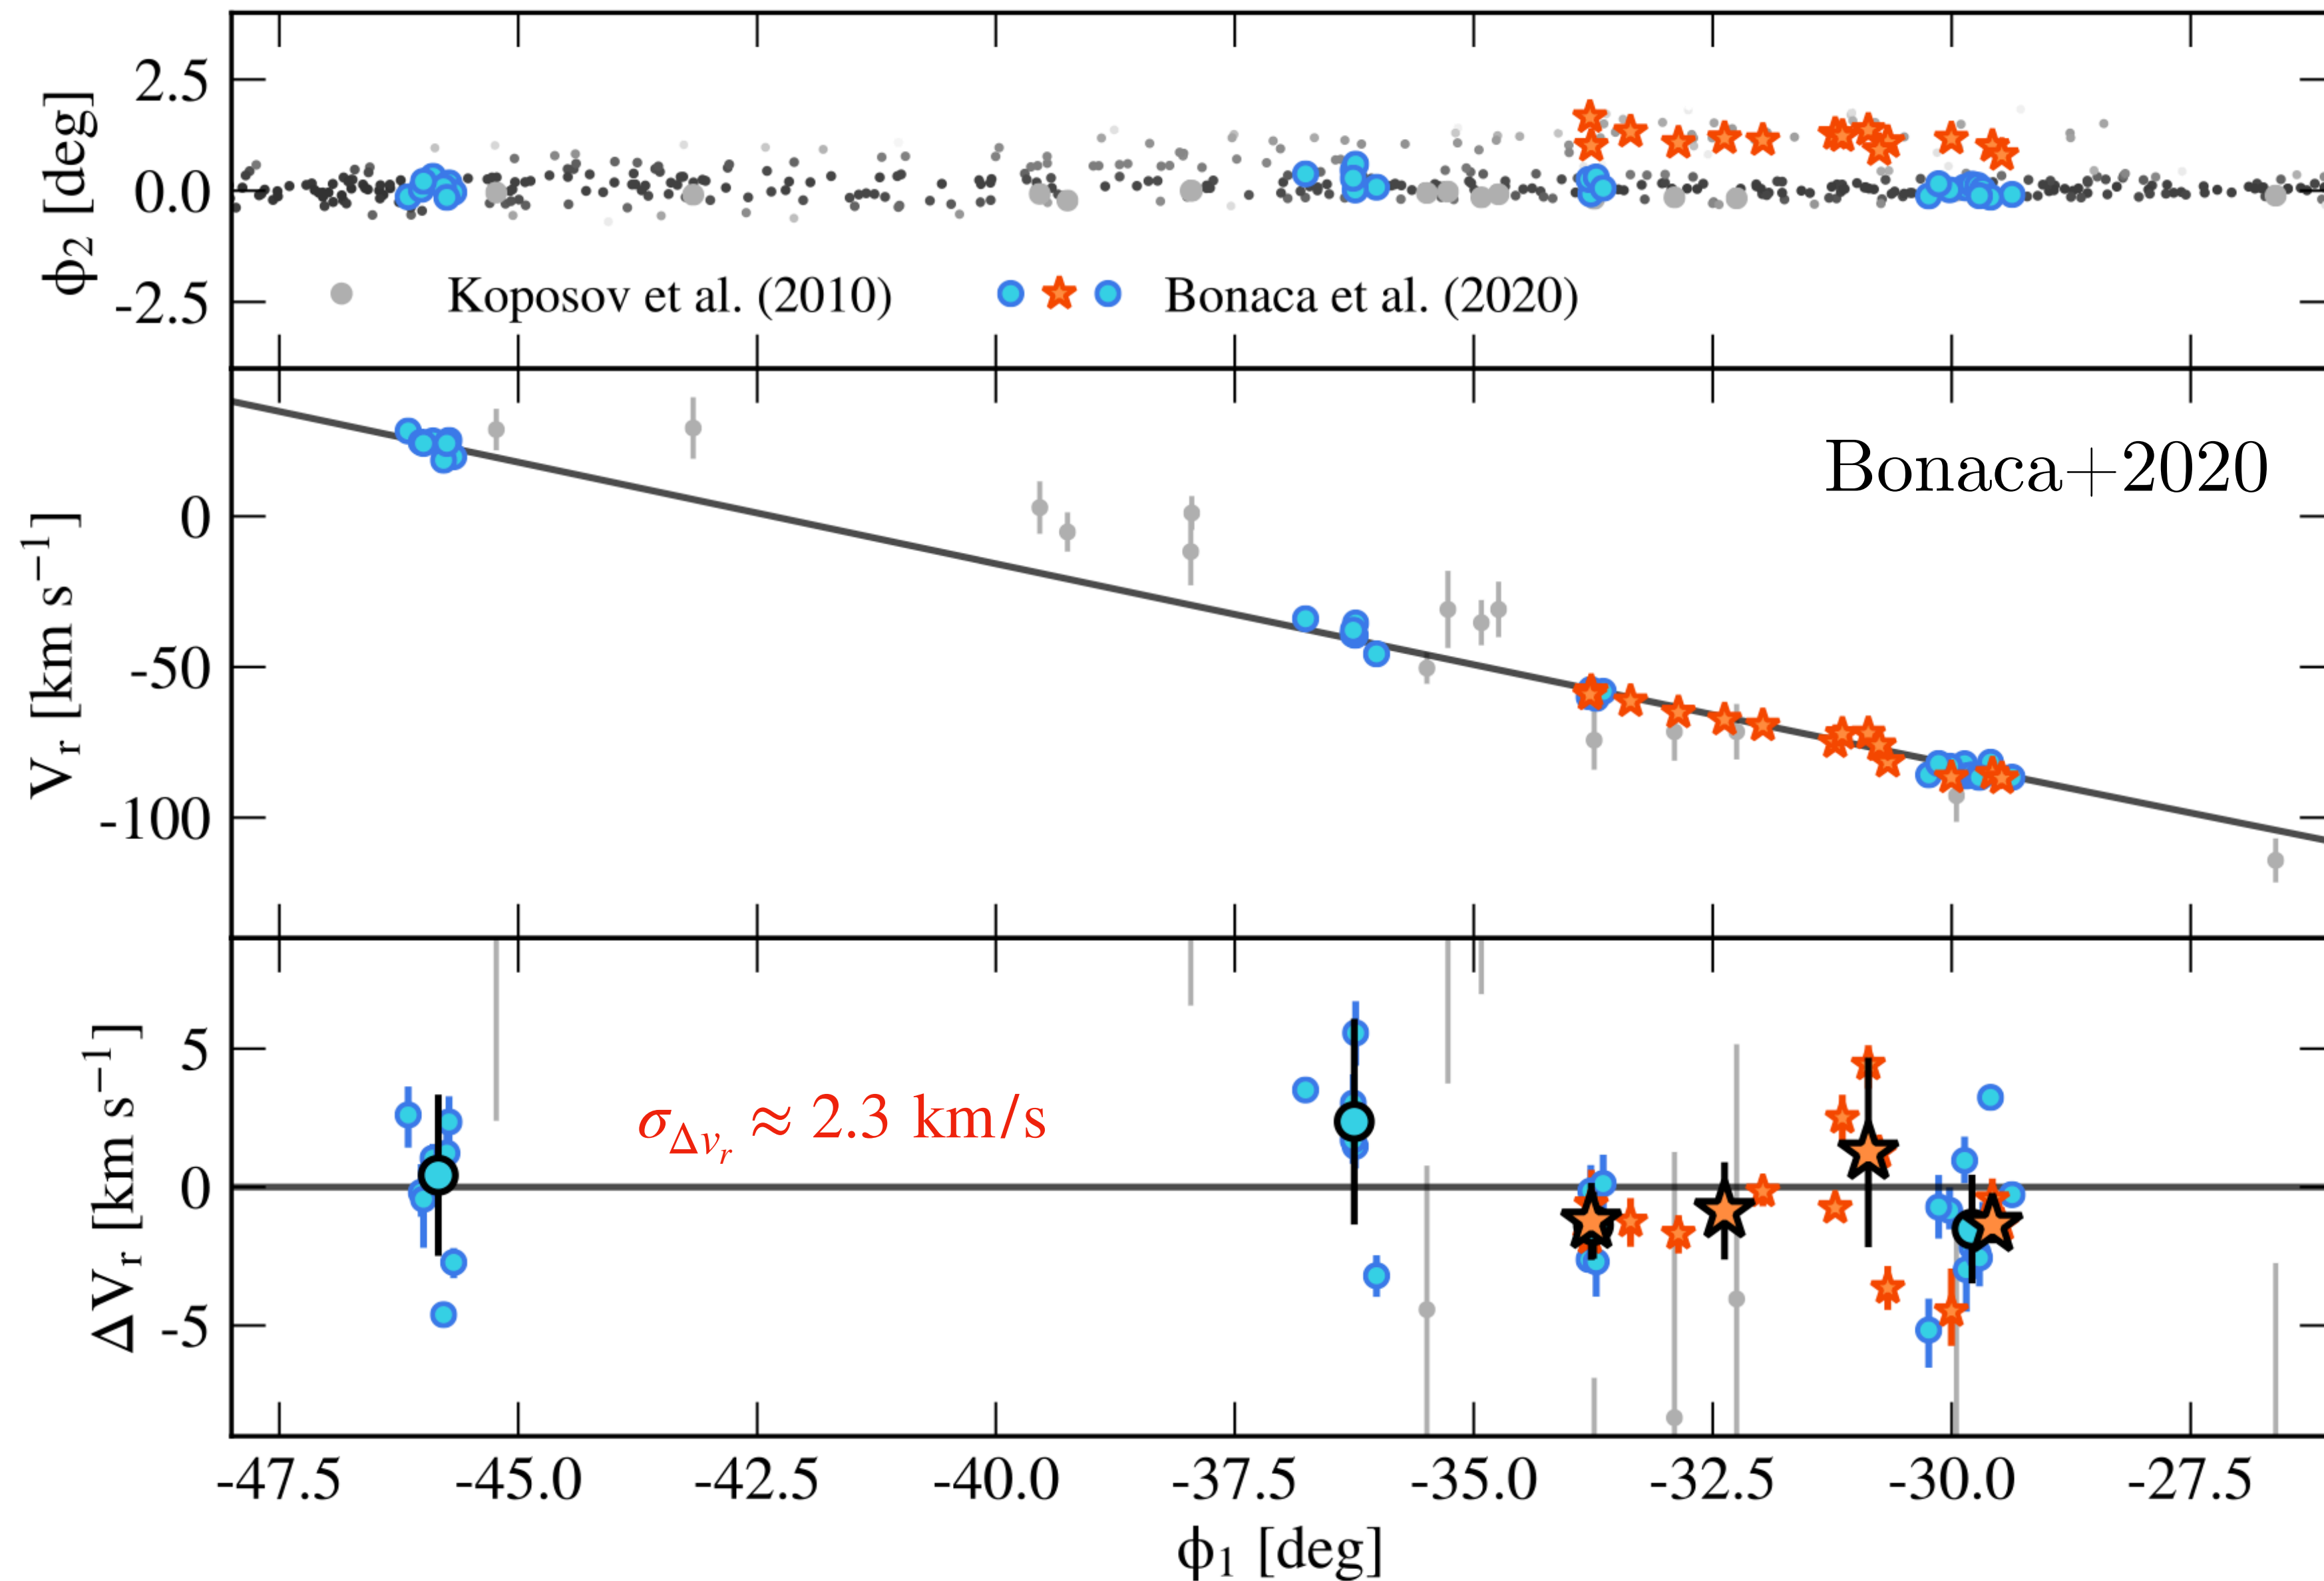 2.5
0.0
-2.5
ϕ₂ [deg]
Koposov et al. (2010)
Bonaca et al. (2020)
Bonaca+2020
0
-50
-100
Vᵣ [km s⁻¹]
5
0
-5
ΔVᵣ [km s⁻¹]
σ_Δvᵣ ≈ 2.3 km/s
-47.5 -45.0 -42.5 -40.0 -37.5 -35.0 -32.5 -30.0 -27.5
ϕ₁ [deg]